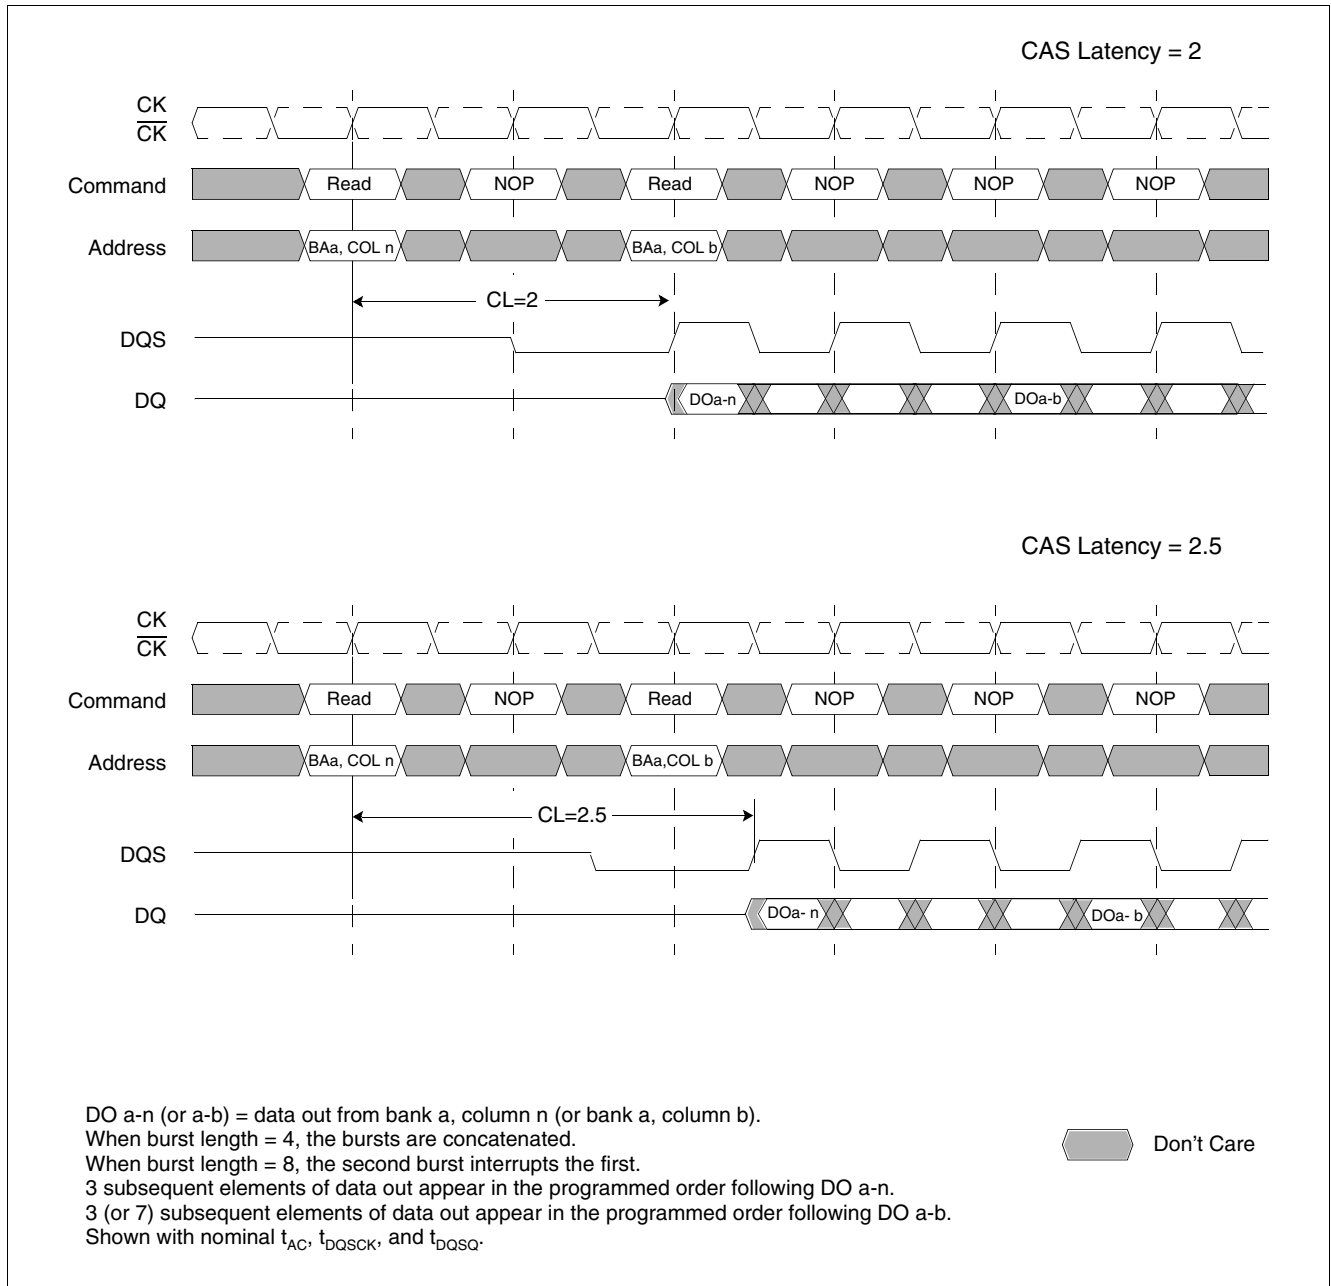 CAS Latency = 2
CK
CK
Command Read NOP Read NOP NOP NOP
Address BAa, COL n BAa, COL b
CL=2
DQS
DQ DOa-n DOa-b
CAS Latency = 2.5
CK
CK
Command Read NOP Read NOP NOP NOP
Address BAa, COL n BAa,COL b
CL=2.5
DQS
DQ DOa- n DOa- b
DO a-n (or a-b) = data out from bank a, column n (or bank a, column b).
When burst length = 4, the bursts are concatenated.
When burst length = 8, the second burst interrupts the first.
3 subsequent elements of data out appear in the programmed order following DO a-n.
3 (or 7) subsequent elements of data out appear in the programmed order following DO a-b.
Shown with nominal tAC, tDQSCK, and tDQSQ.
Don't Care